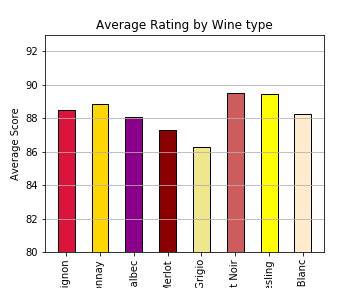 Average Rating by Wine type
Average Score
92
90
88
86
84
82
80
ignon
nnay
albec
Merlot
Grigio
t Noir
esling
Blanc